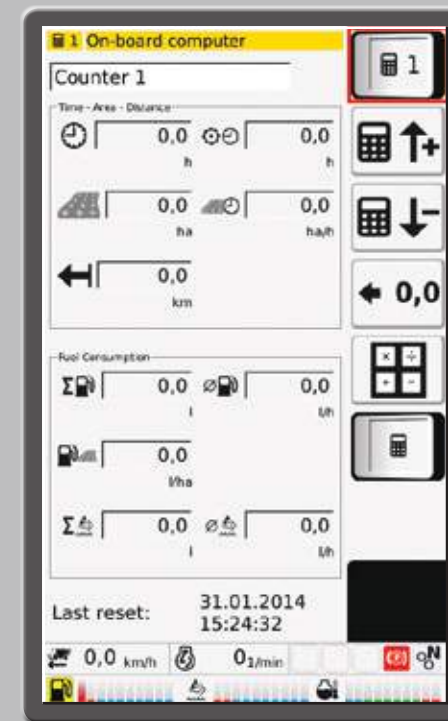 1 On-board computer
1
Counter 1
Time - Area - Distance
0,0 0,0
h h
0,0 0,0
ha ha/h
0,0
km
0,0
Fuel Consumption
0,0 0,0
l l/h
0,0
l/ha
0,0 0,0
l l/h
Last reset: 31.01.2014
15:24:32
0,0 km/h 0 1/min N